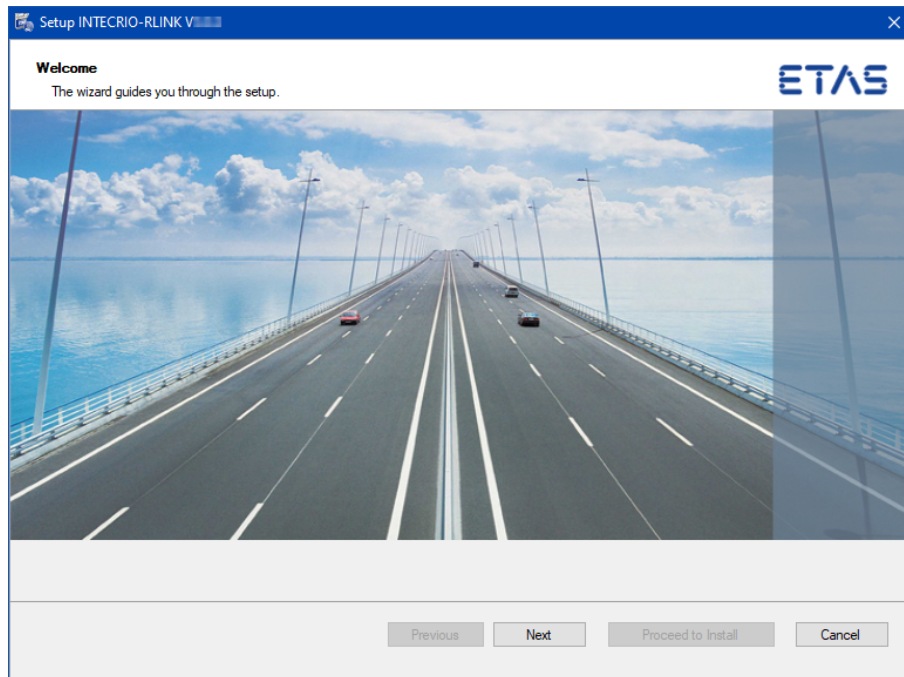 Setup INTECRIO-RLINK V
Welcome
The wizard guides you through the setup.
ETAS
Previous
Next
Proceed to Install
Cancel